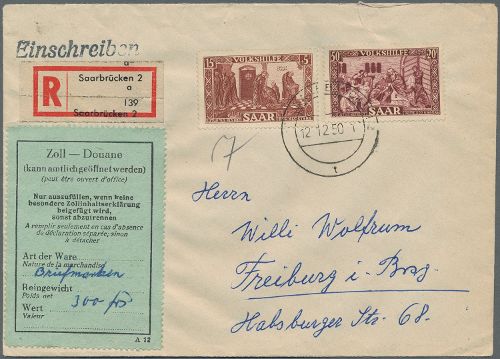 Einschreiben
R
Saarbrücken 2
a
139
Saarbrücken 2
15 VOLKSHILFE 5
SAAR
50 VOLKSHILFE 20
SAAR
12 12 50
7
Zoll — Douane
(kann amtlich geöffnet werden)
(peut être ouvert d'office)
Nur auszufüllen, wenn keine
besondere Zollinhaltserklärung
beigefügt wird,
sonst abzutrennen
A remplir seulement en cas d'absence
de déclaration séparée; sinon
à détacher
Art der Ware
Nature de la marchandise
Briefmarken
Reingewicht
Poids net
300 frs
Wert
Valeur
A 12
Herrn
Willi Wolfrum
Freiburg i. Brsg.
Habsburger Str. 68.